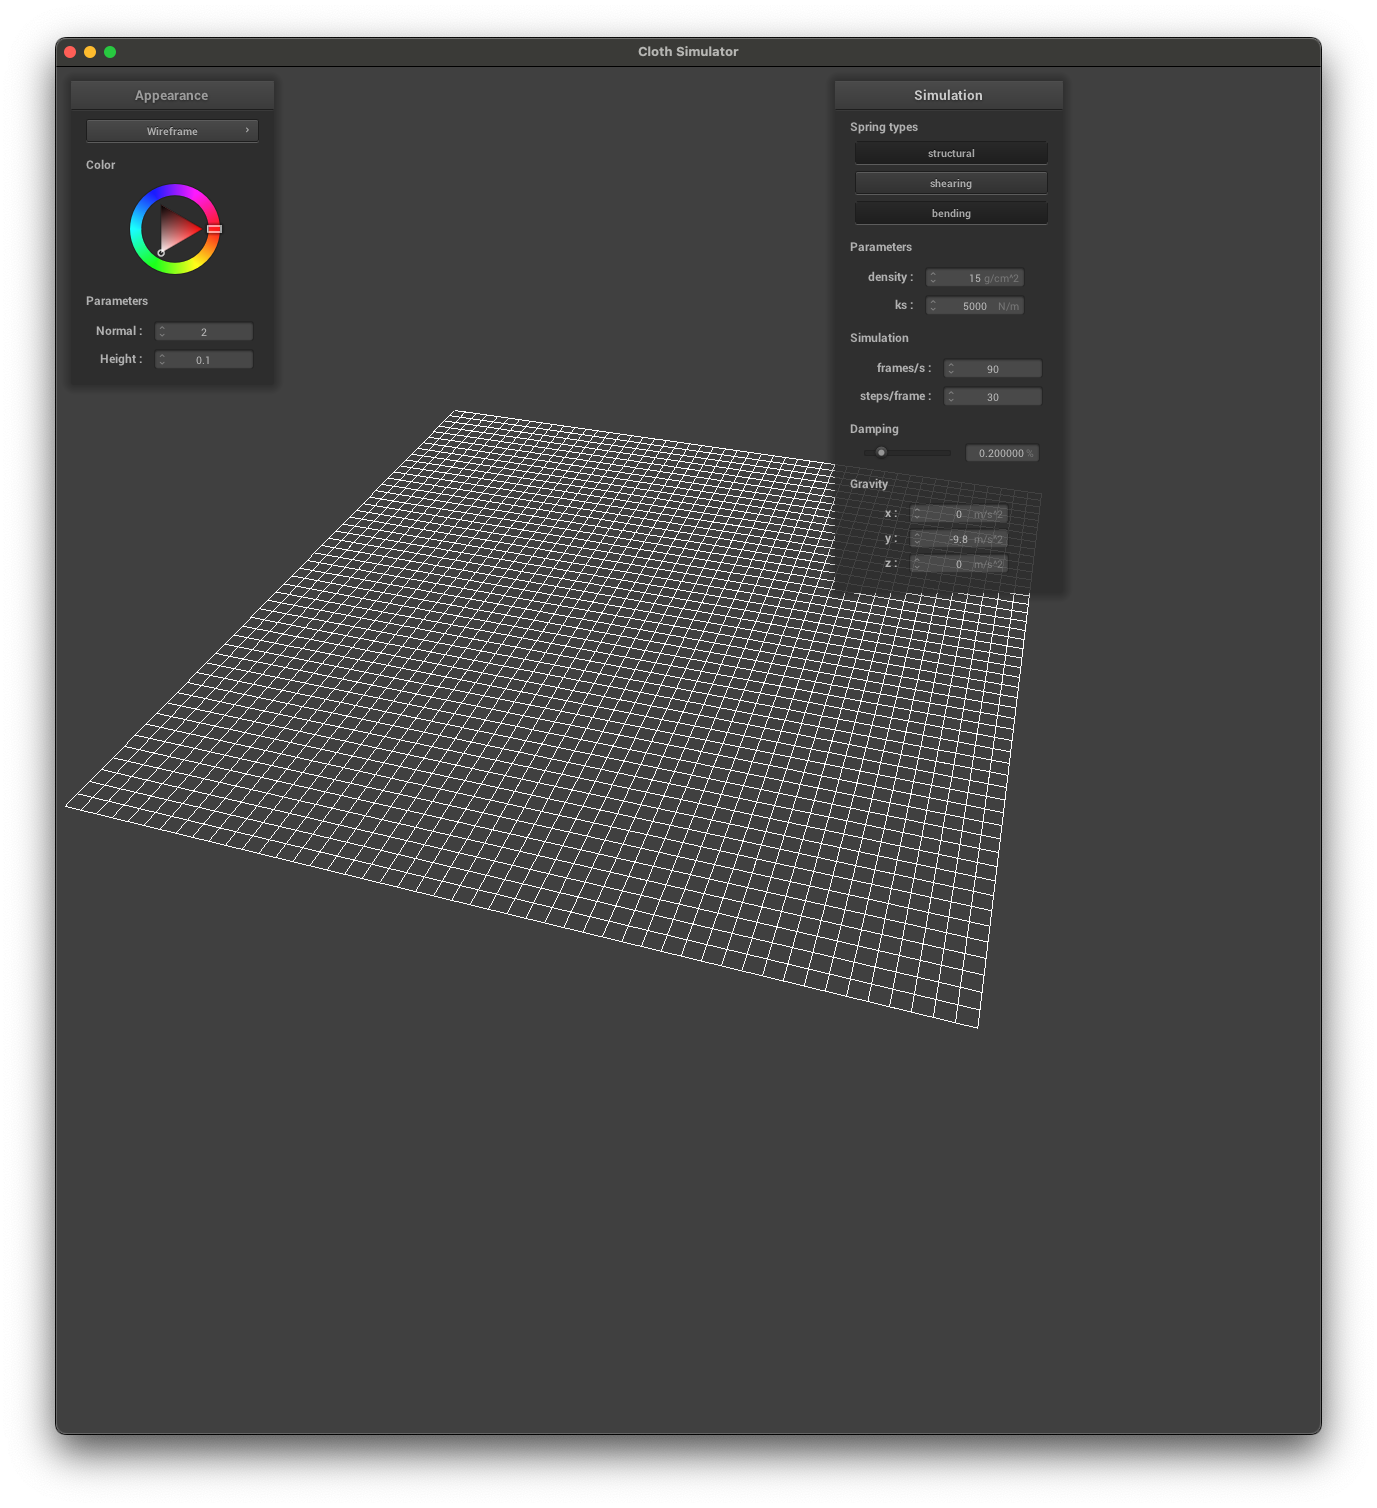 Cloth Simulator
Appearance
Wireframe ›
Color
Parameters
Normal : 2
Height : 0.1
Simulation
Spring types
structural
shearing
bending
Parameters
density : 15 g/cm^2
ks : 5000 N/m
Simulation
frames/s : 90
steps/frame : 30
Damping
0.200000 %
Gravity
x : 0 m/s^2
y : -9.8 m/s^2
z : 0 m/s^2